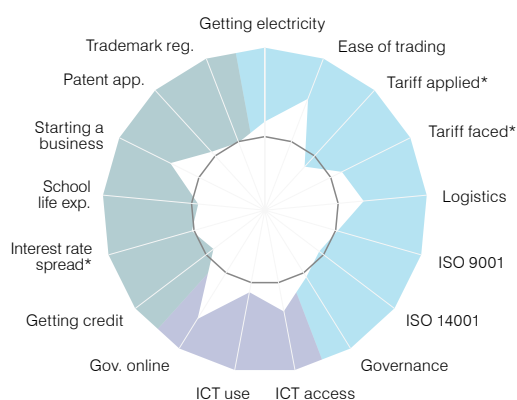 Getting electricity
Trademark reg.
Ease of trading
Patent app.
Tariff applied*
Starting a
business
Tariff faced*
School
life exp.
Logistics
Interest rate
spread*
ISO 9001
Getting credit
ISO 14001
Gov. online
Governance
ICT use
ICT access